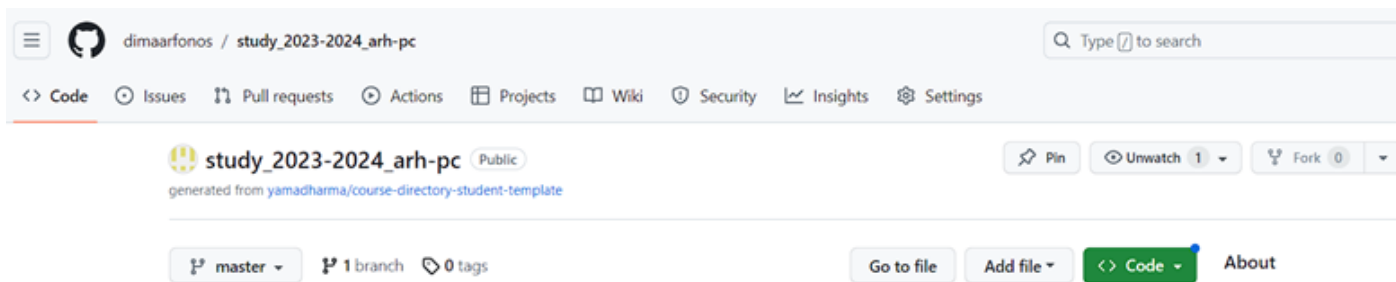 dimaarfonos / study_2023-2024_arh-pc
Type / to search
<> Code Issues Pull requests Actions Projects Wiki Security Insights Settings
study_2023-2024_arh-pc Public
Pin Unwatch 1 Fork 0
generated from yamadharma/course-directory-student-template
master 1 branch 0 tags
Go to file Add file <> Code About